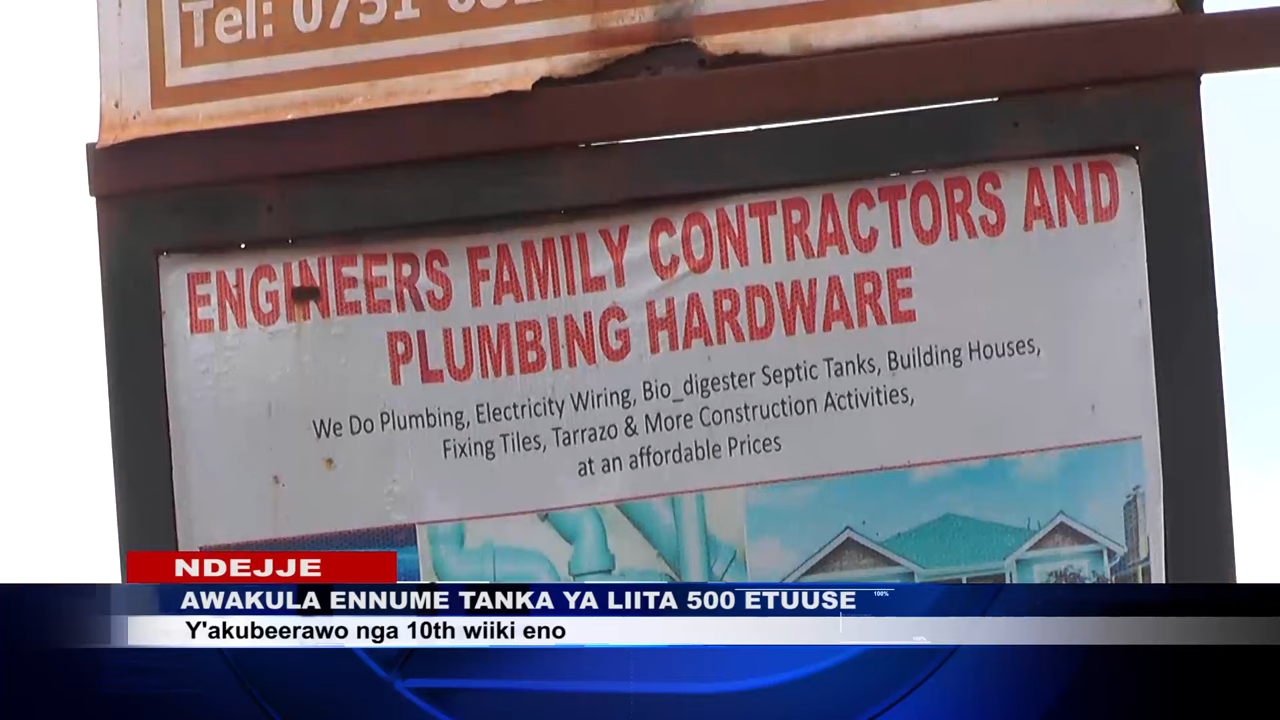 Tel: 0751
ENGINEERS FAMILY CONTRACTORS AND
PLUMBING HARDWARE
We Do Plumbing, Electricity Wiring, Bio_digester Septic Tanks, Building Houses,
Fixing Tiles, Tarrazo & More Construction Activities,
at an affordable Prices
NDEJJE
AWAKULA ENNUME TANKA YA LIITA 500 ETUUSE
100%
Y'akubeerawo nga 10th wiiki eno
100%